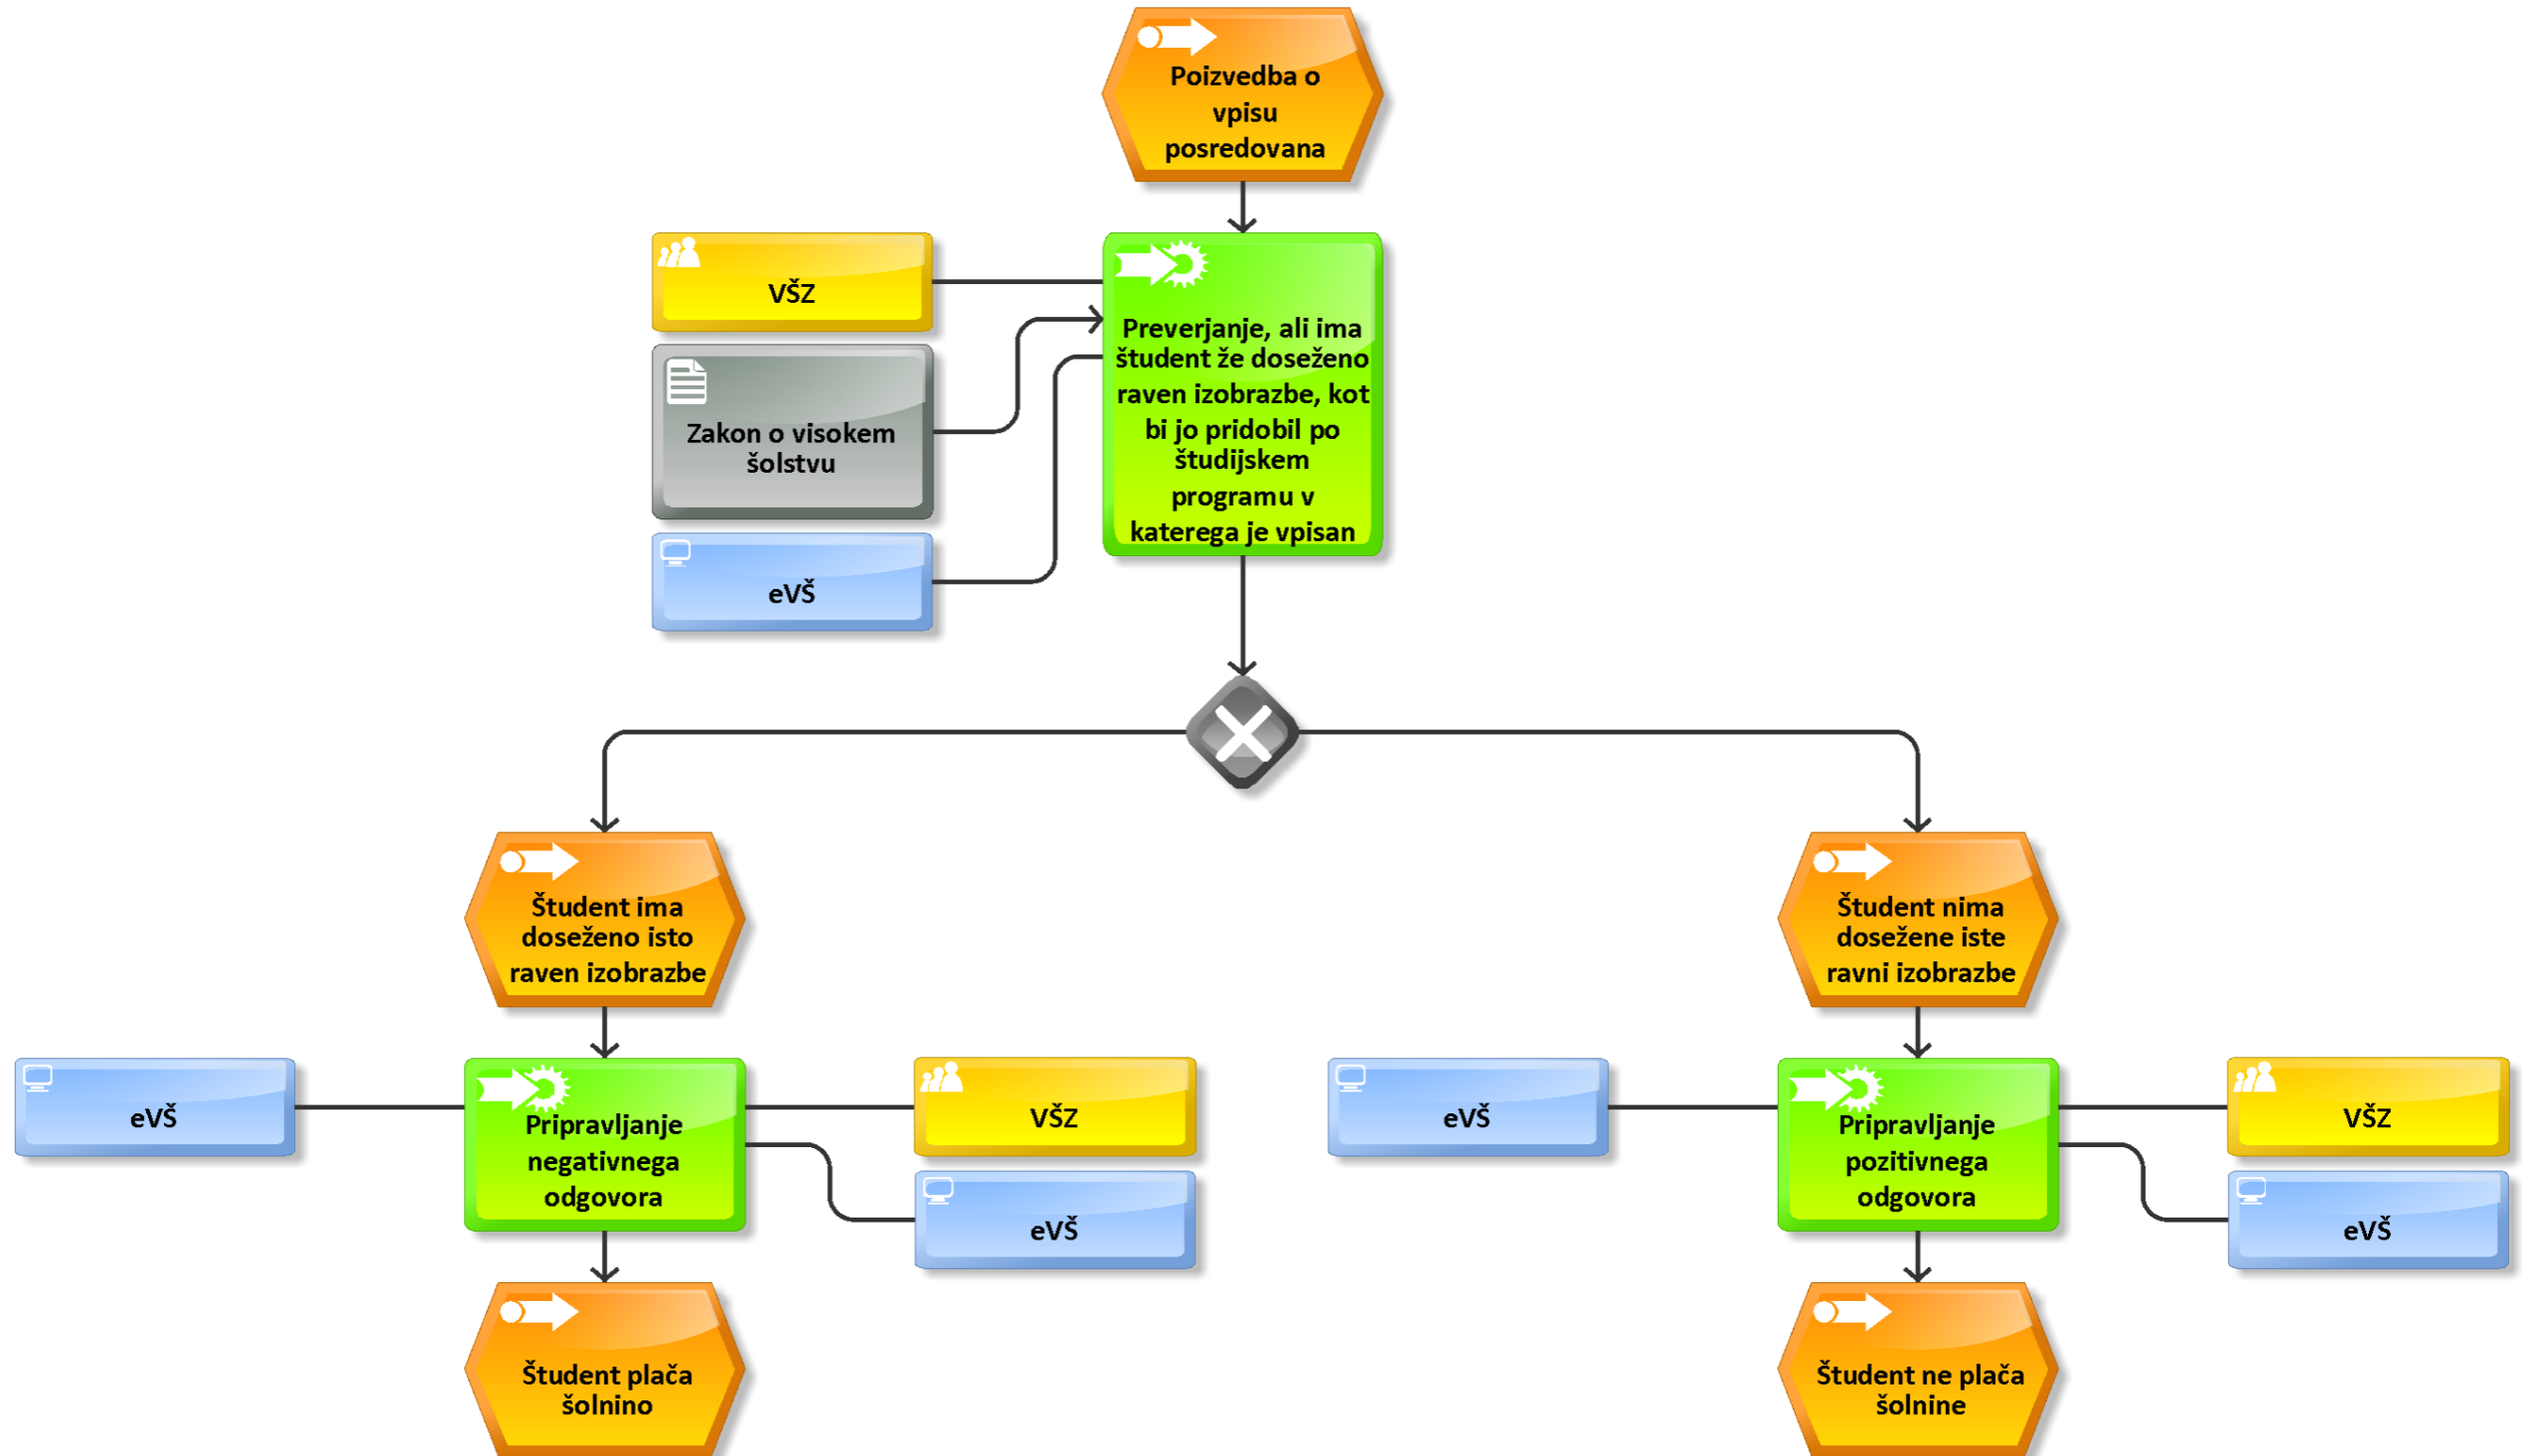 Poizvedba o
vpisu
posredovana
VŠZ
Zakon o visokem
šolstvu
eVŠ
Preverjanje, ali ima
študent že doseženo
raven izobrazbe, kot
bi jo pridobil po
študijskem
programu v
katerega je vpisan
Študent ima
doseženo isto
raven izobrazbe
Študent nima
dosežene iste
ravni izobrazbe
eVŠ
Pripravljanje
negativnega
odgovora
VŠZ
eVŠ
eVŠ
Pripravljanje
pozitivnega
odgovora
VŠZ
eVŠ
Študent plača
šolnino
Študent ne plača
šolnine